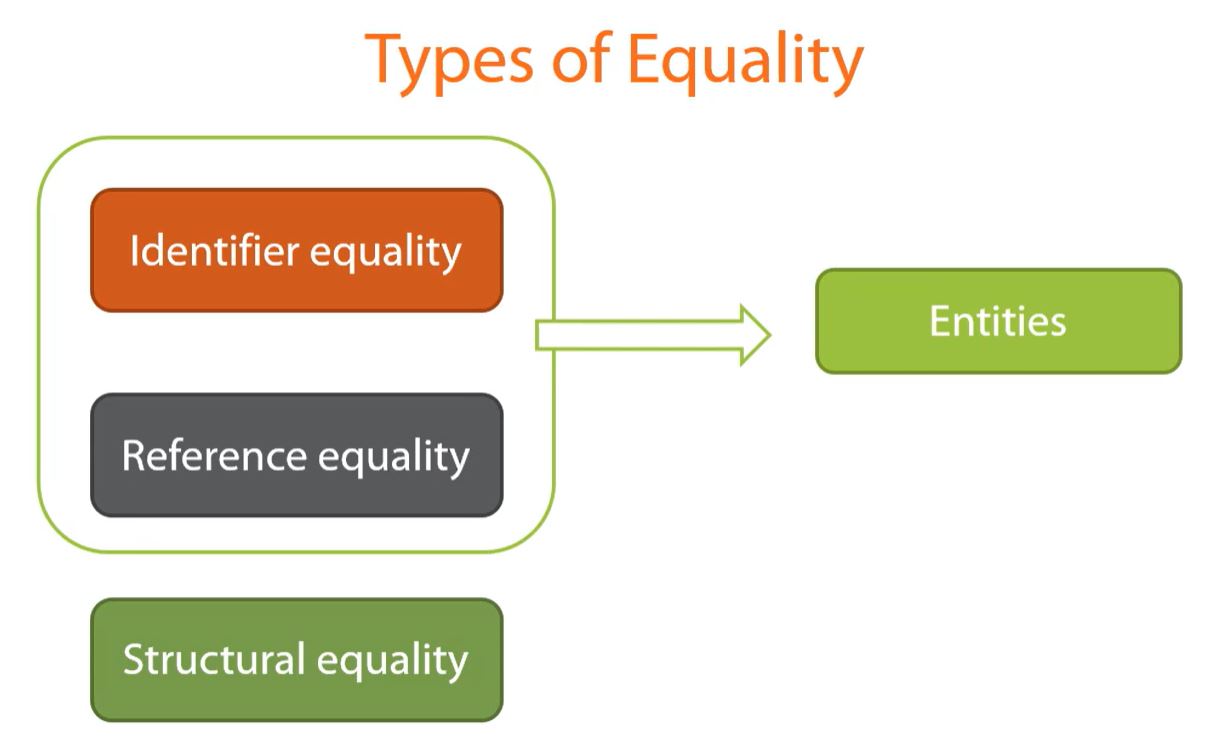 Types of Equality
Identifier equality
Entities
Reference equality
Structural equality